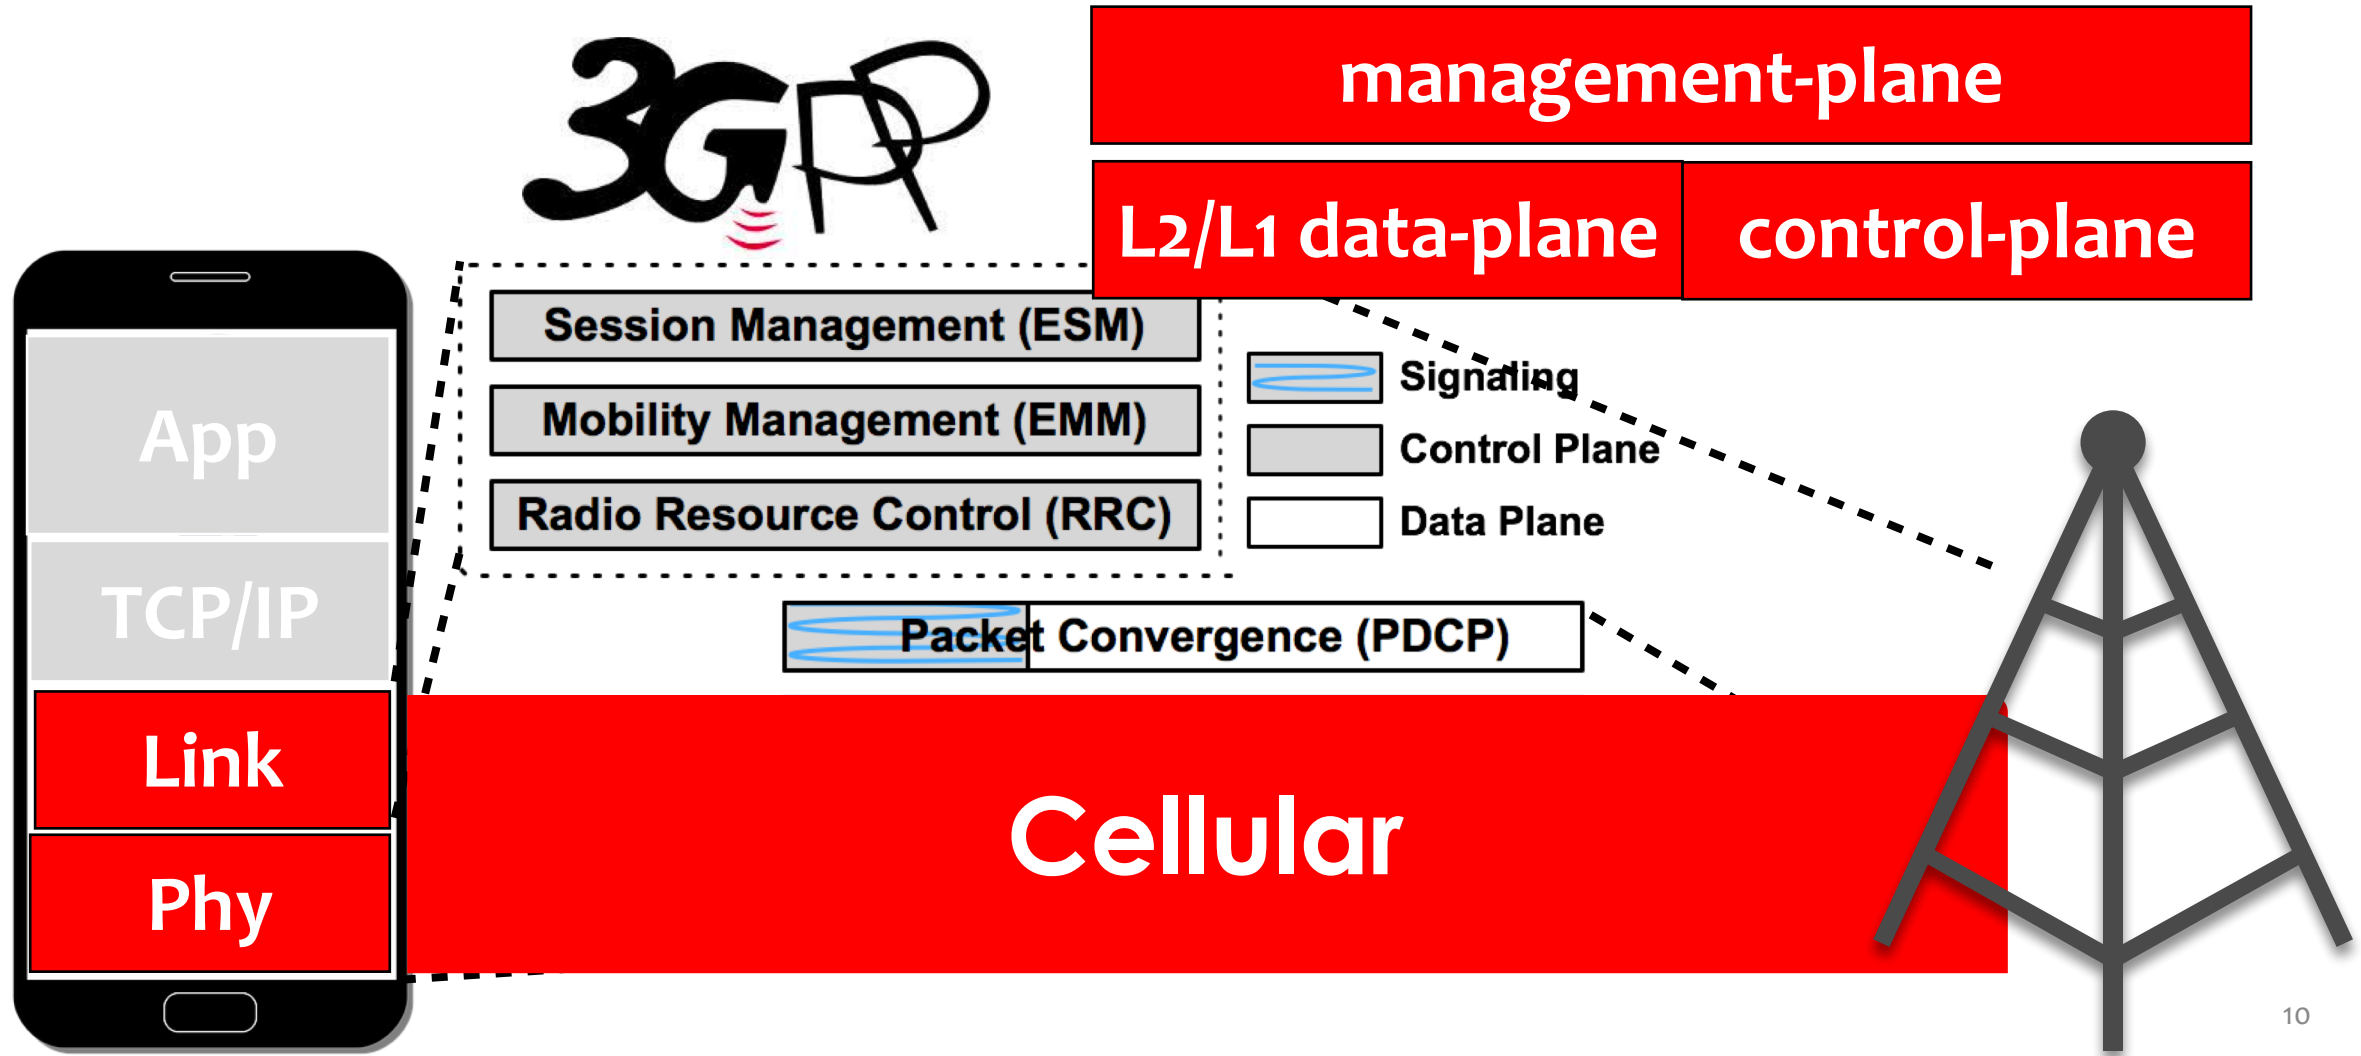 3GPP
management-plane
L2/L1 data-plane
control-plane
Session Management (ESM)
Mobility Management (EMM)
Radio Resource Control (RRC)
Signaling
Control Plane
Data Plane
Packet Convergence (PDCP)
App
TCP/IP
Link
Phy
Cellular
10